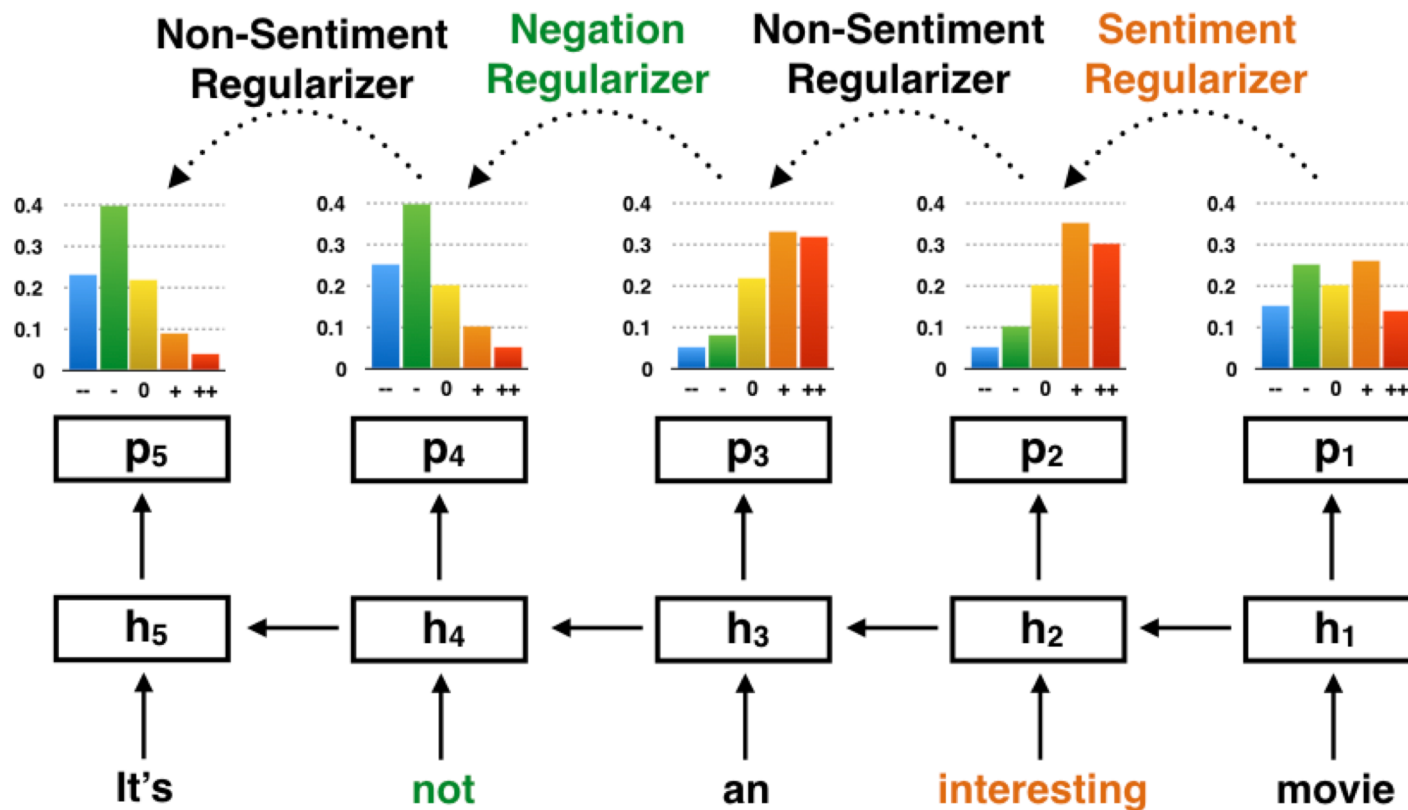 Non-Sentiment Regularizer
Negation Regularizer
Non-Sentiment Regularizer
Sentiment Regularizer
0.4 0.3 0.2 0.1 0
-- - 0 + ++
0.4 0.3 0.2 0.1 0
-- - 0 + ++
0.4 0.3 0.2 0.1 0
-- - 0 + ++
0.4 0.3 0.2 0.1 0
-- - 0 + ++
0.4 0.3 0.2 0.1 0
-- - 0 + ++
p5 p4 p3 p2 p1
h5 h4 h3 h2 h1
It's not an interesting movie